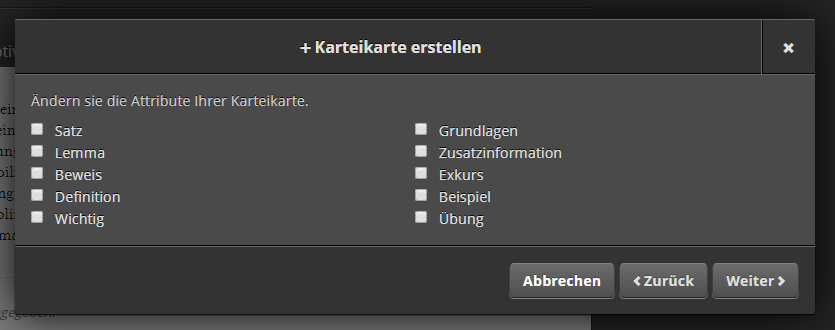 + Karteikarte erstellen
Ändern sie die Attribute Ihrer Karteikarte.
Satz
Lemma
Beweis
Definition
Wichtig
Grundlagen
Zusatzinformation
Exkurs
Beispiel
Übung
Abbrechen
Zurück
Weiter